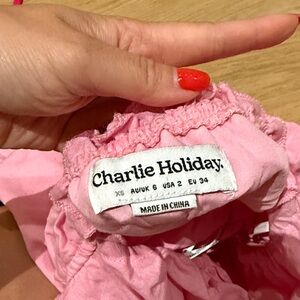 Charlie Holiday.
XS AU/UK 6 USA 2 EU 34
MADE IN CHINA